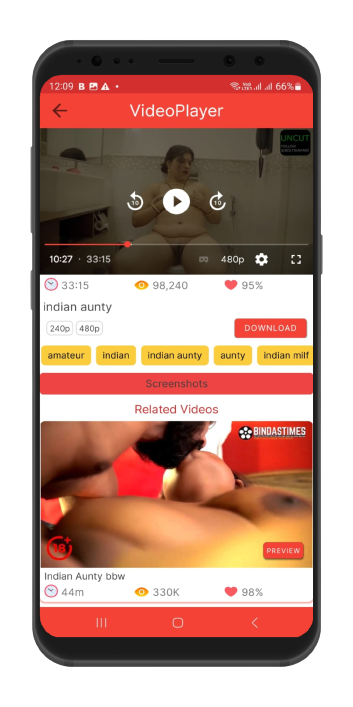 12:09
66%
VideoPlayer
UNCUT
10
10
10:27 · 33:15
480p
33:15
98,240
95%
indian aunty
240p
480p
DOWNLOAD
amateur
indian
indian aunty
aunty
indian milf
Screenshots
Related Videos
BINDASTIMES
18+
PREVIEW
Indian Aunty bbw
44m
330K
98%